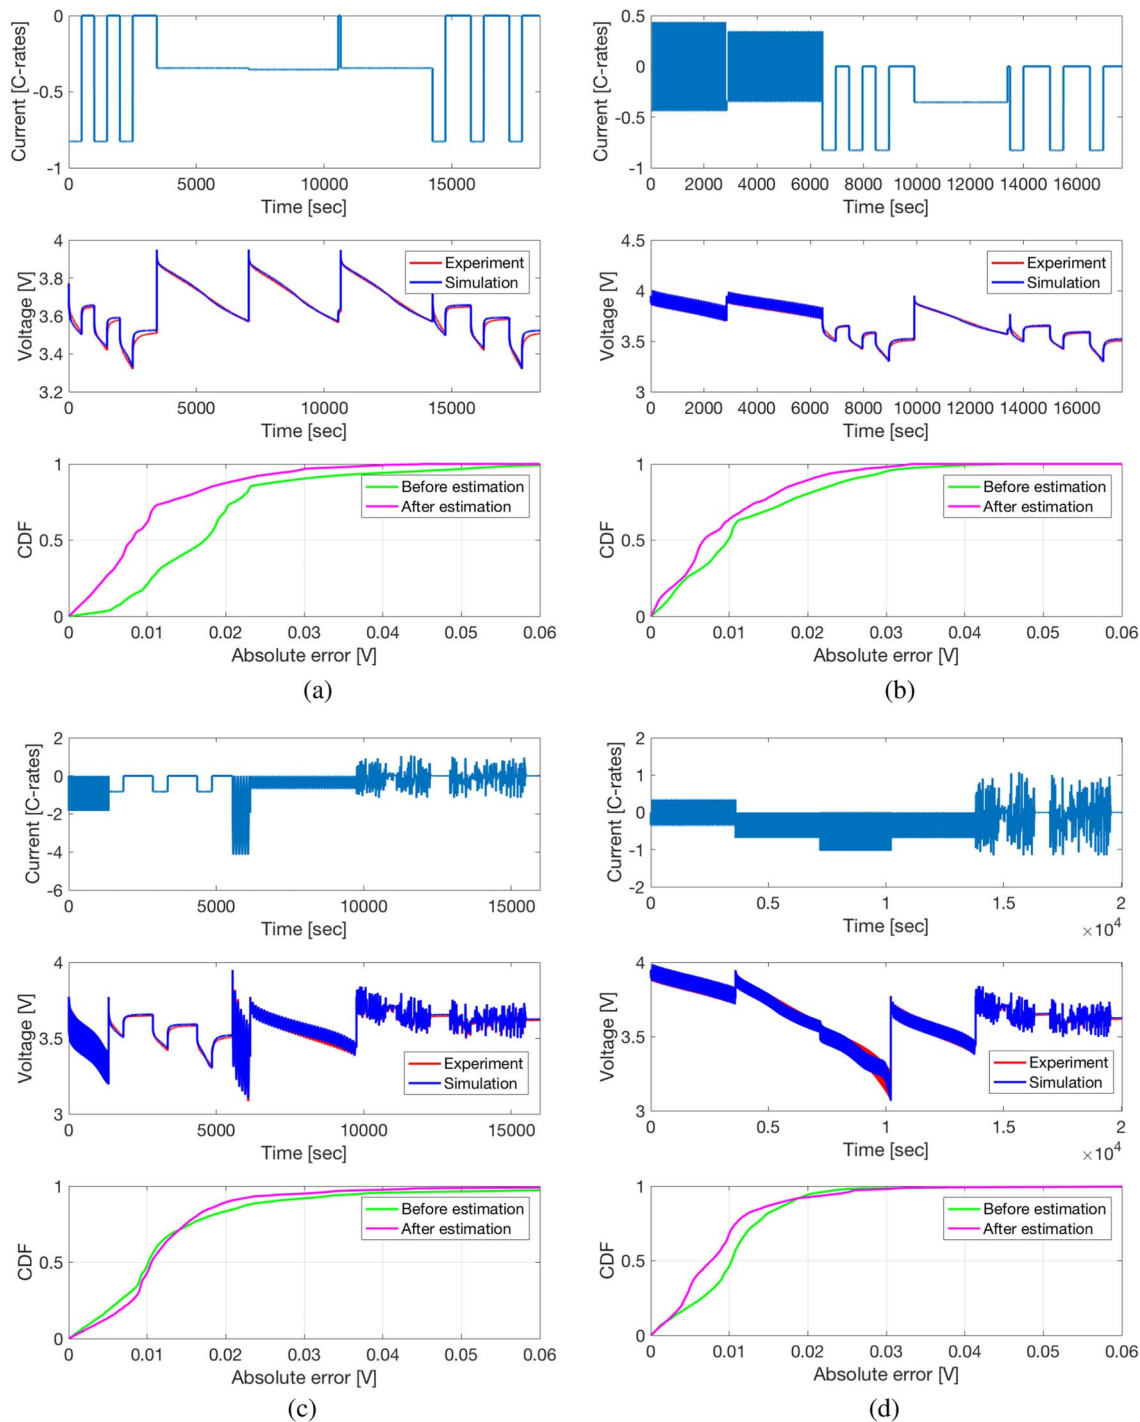 0
-0.5
-1
Current [C-rates]
0
5000
10000
15000
Time [sec]
0.5
0
-0.5
-1
Current [C-rates]
0
2000
4000
6000
8000
10000
12000
14000
16000
Time [sec]
4
3.8
3.6
3.4
3.2
Voltage [V]
Experiment
Simulation
0
5000
10000
15000
Time [sec]
4.5
4
3.5
3
Voltage [V]
Experiment
Simulation
0
2000
4000
6000
8000
10000
12000
14000
16000
Time [sec]
1
0.5
0
CDF
Before estimation
After estimation
0
0.01
0.02
0.03
0.04
0.05
0.06
Absolute error [V]
(a)
1
0.5
0
CDF
Before estimation
After estimation
0
0.01
0.02
0.03
0.04
0.05
0.06
Absolute error [V]
(b)
2
0
-2
-4
-6
Current [C-rates]
0
5000
10000
15000
Time [sec]
2
1
0
-1
-2
Current [C-rates]
0
0.5
1
1.5
2
Time [sec]
×10^4
4
3.5
3
Voltage [V]
Experiment
Simulation
0
5000
10000
15000
Time [sec]
4
3.5
3
Voltage [V]
Experiment
Simulation
0
0.5
1
1.5
2
Time [sec]
×10^4
1
0.5
0
CDF
Before estimation
After estimation
0
0.01
0.02
0.03
0.04
0.05
0.06
Absolute error [V]
(c)
1
0.5
0
CDF
Before estimation
After estimation
0
0.01
0.02
0.03
0.04
0.05
0.06
Absolute error [V]
(d)